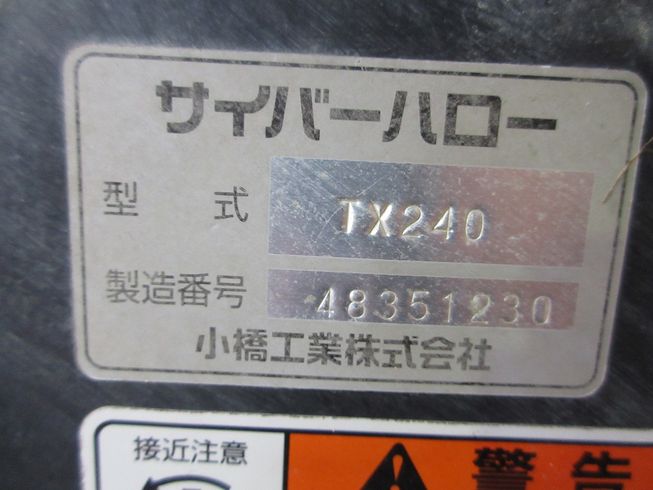 サイバーハロー
型式 TX240
製造番号 48351230
小橋工業株式会社
接近注意 警告